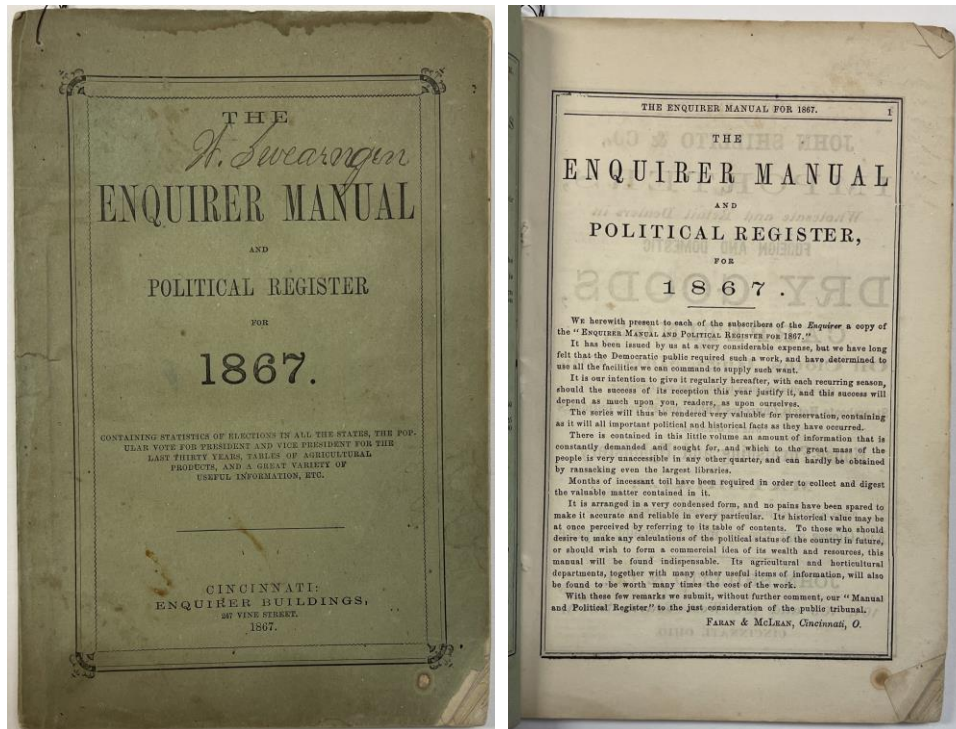 THE
W. Swearngen
ENQUIRER MANUAL
AND
POLITICAL REGISTER
FOR
1867.
CONTAINING STATISTICS OF ELECTIONS IN ALL THE STATES, THE POP-
ULAR VOTE FOR PRESIDENT AND VICE PRESIDENT FOR THE
LAST THIRTY YEARS, TABLES OF AGRICULTURAL
PRODUCTS, AND A GREAT VARIETY OF
USEFUL INFORMATION, ETC.
CINCINNATI:
ENQUIRER BUILDINGS,
247 VINE STREET,
1867.
THE ENQUIRER MANUAL FOR 1867. 1
THE
ENQUIRER MANUAL
AND
POLITICAL REGISTER,
FOR
1867.
WE herewith present to each of the subscribers of the Enquirer a copy of
the "ENQUIRER MANUAL AND POLITICAL REGISTER FOR 1867."
It has been issued by us at a very considerable expense, but we have long
felt that the Democratic public required such a work, and have determined to
use all the facilities we can command to supply such want.
It is our intention to give it regularly hereafter, with each recurring season,
should the success of its reception this year justify it, and this success will
depend as much upon you, readers, as upon ourselves.
The series will thus be rendered very valuable for preservation, containing
as it will all important political and historical facts as they have occurred.
There is contained in this little volume an amount of information that is
constantly demanded and sought for, and which to the great mass of the
people is very unaccessible in any other quarter, and can hardly be obtained
by ransacking even the largest libraries.
Months of incessant toil have been required in order to collect and digest
the valuable matter contained in it.
It is arranged in a very condensed form, and no pains have been spared to
make it accurate and reliable in every particular. Its historical value may be
at once perceived by referring to its table of contents. To those who should
desire to make any calculations of the political status of the country in future,
or should wish to form a commercial idea of its wealth and resources, this
manual will be found indispensable. Its agricultural and horticultural
departments, together with many other useful items of information, will also
be found to be worth many times the cost of the work.
With these few remarks we submit, without further comment, our "Manual
and Political Register" to the just consideration of the public tribunal.
FARAN & MCLEAN, Cincinnati, O.